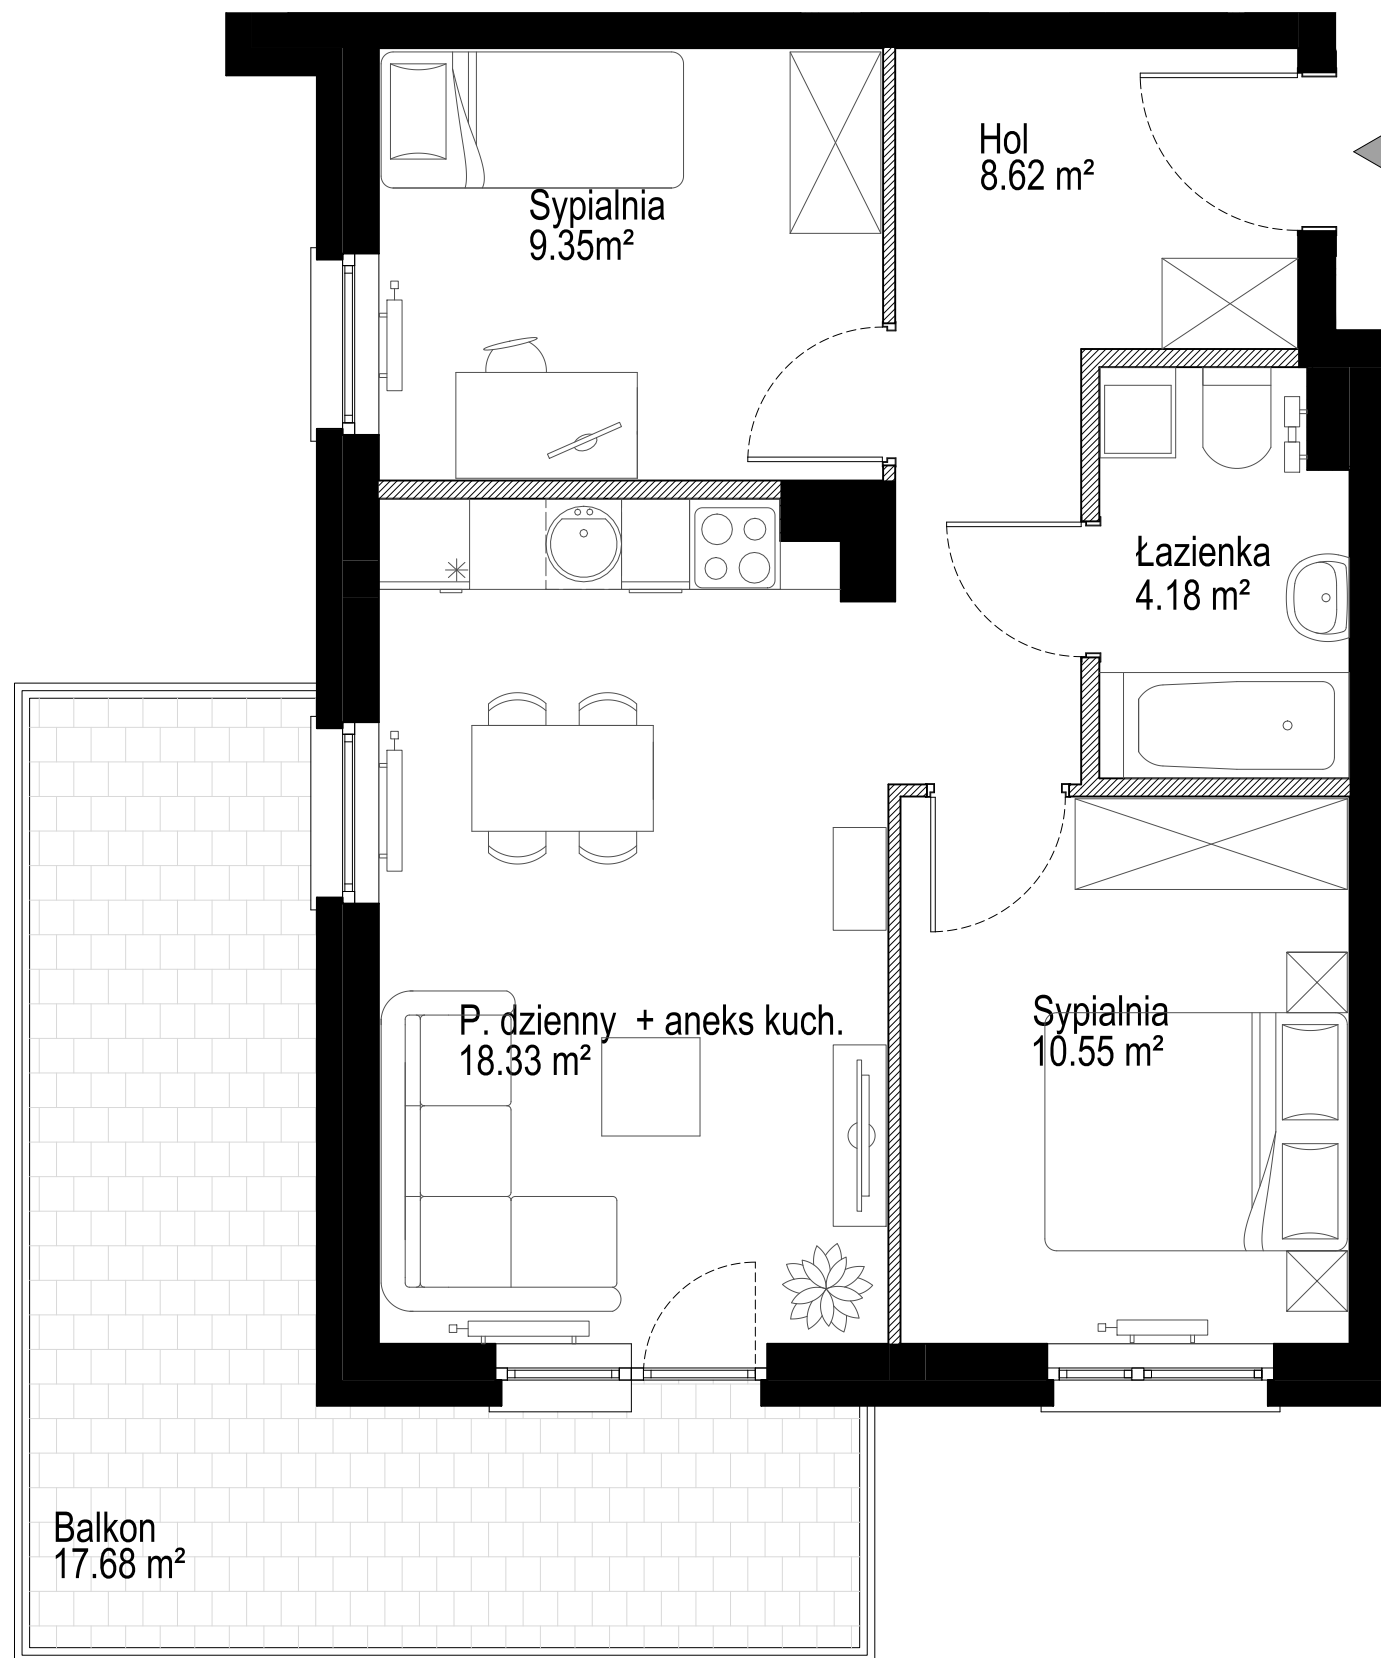 Hol
8.62 m²
Sypialnia
9.35m²
Łazienka
4.18 m²
P. dzienny + aneks kuch.
18.33 m²
Sypialnia
10.55 m²
Balkon
17.68 m²